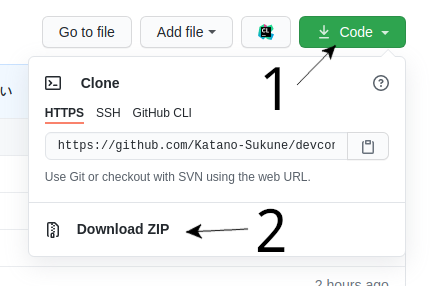 Go to file
Add file
CL
Code
い
Clone
1
HTTPS
SSH
GitHub CLI
https://github.com/Katano-Sukune/devcon
Use Git or checkout with SVN using the web URL.
Download ZIP
2
2 hours ago